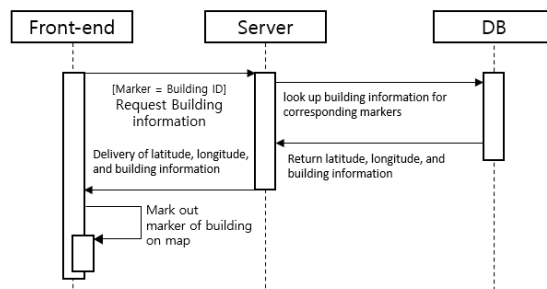 Front-end
Server
DB
[Marker = Building ID]
Request Building
information
look up building information for
corresponding markers
Delivery of latitude, longitude,
and building information
Return latitude, longitude, and
building information
Mark out
marker of building
on map